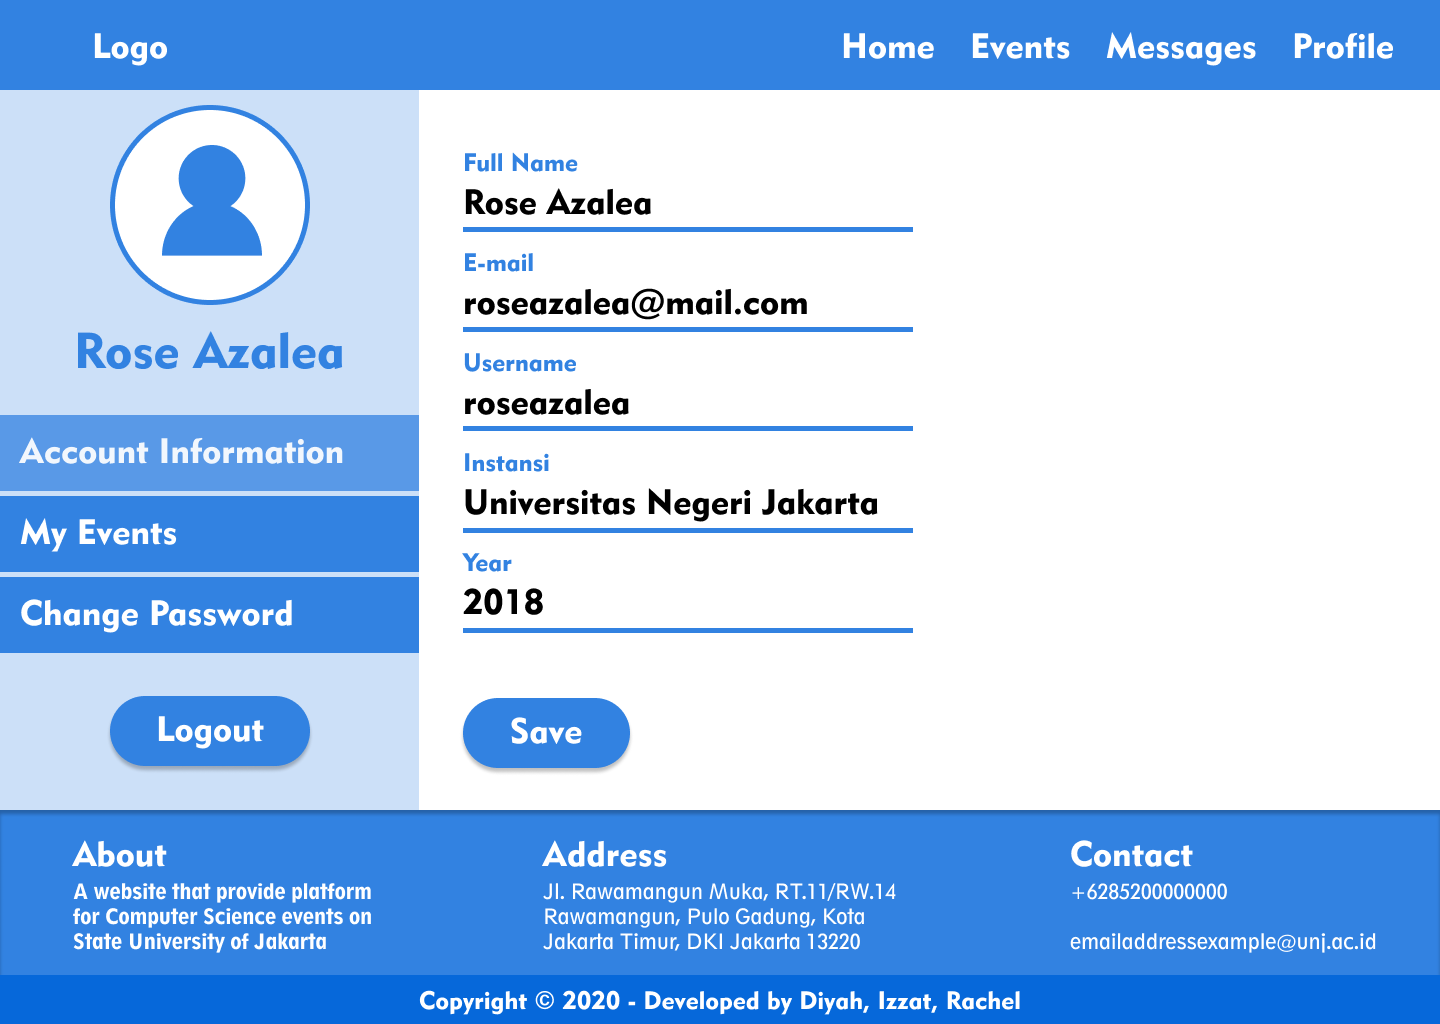 Logo
Home Events Messages Profile
Rose Azalea
Account Information
My Events
Change Password
Logout
Full Name
Rose Azalea
E-mail
roseazalea@mail.com
Username
roseazalea
Instansi
Universitas Negeri Jakarta
Year
2018
Save
About
A website that provide platform
for Computer Science events on
State University of Jakarta
Address
Jl. Rawamangun Muka, RT.11/RW.14
Rawamangun, Pulo Gadung, Kota
Jakarta Timur, DKI Jakarta 13220
Contact
+6285200000000
emailaddressexample@unj.ac.id
Copyright © 2020 - Developed by Diyah, Izzat, Rachel